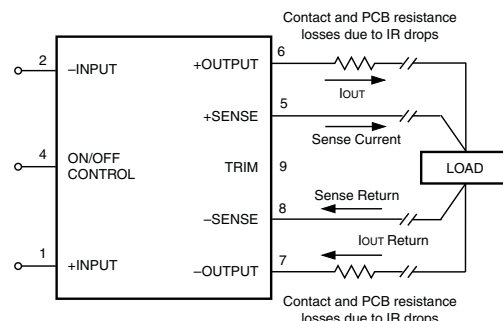 Contact and PCB resistance
losses due to IR drops
2
–INPUT
+OUTPUT
6
IOUT
5
+SENSE
Sense Current
4
ON/OFF
CONTROL
TRIM
9
LOAD
Sense Return
–SENSE
8
IOUT Return
1
+INPUT
–OUTPUT
7
Contact and PCB resistance
losses due to IR drops